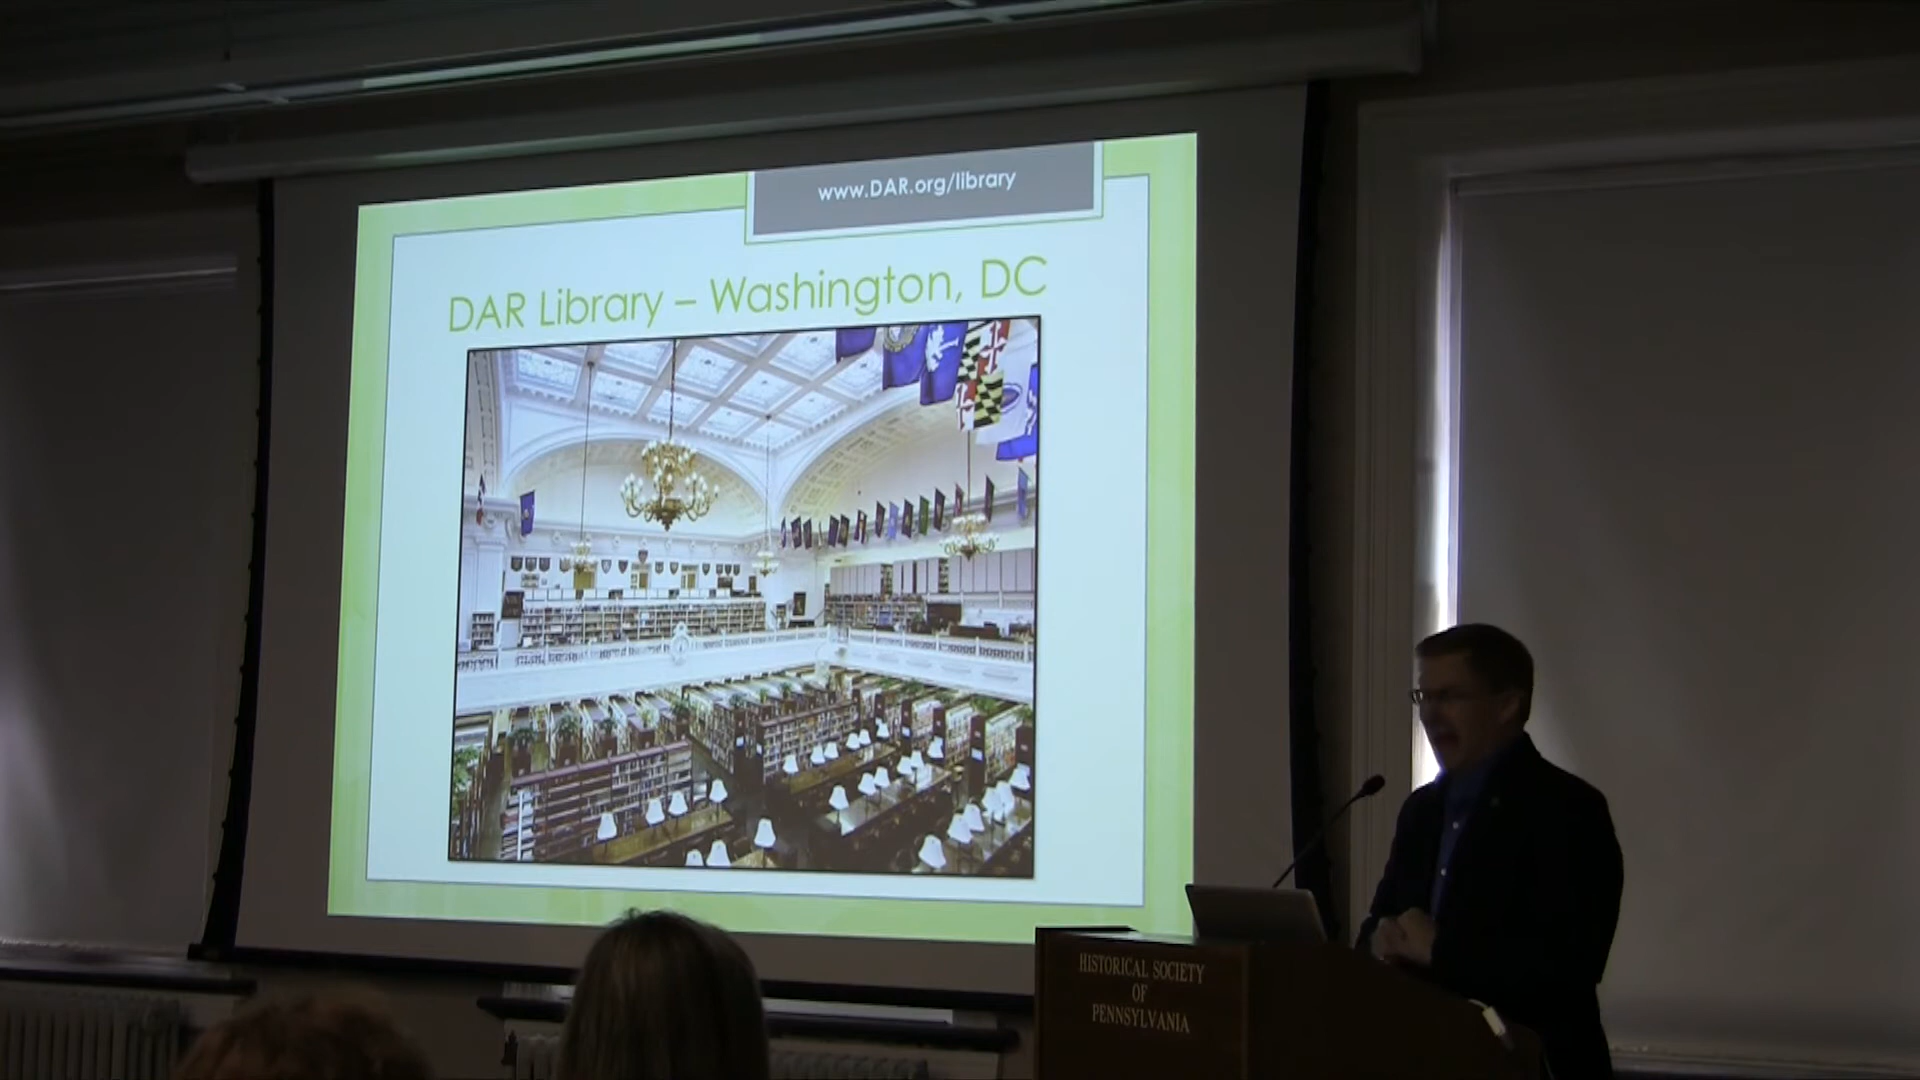 www.DAR.org/library
DAR Library – Washington, DC
HISTORICAL SOCIETY
OF
PENNSYLVANIA